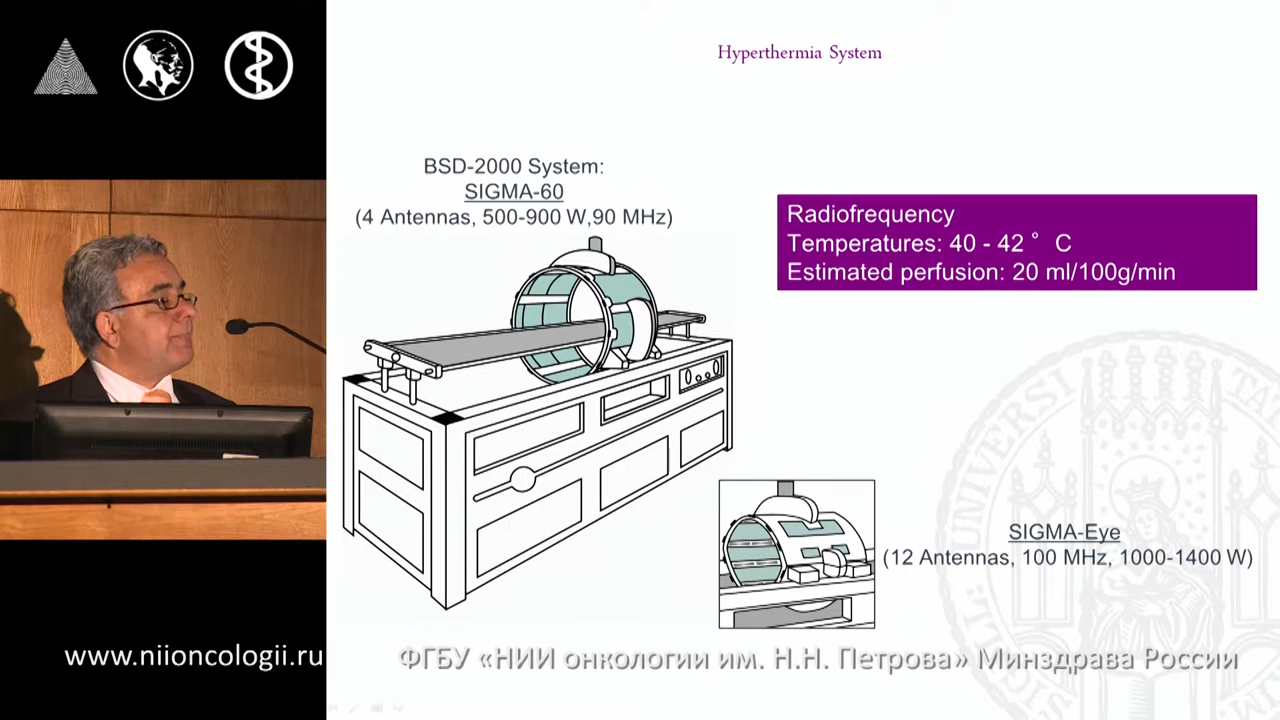 Hyperthermia System
BSD-2000 System:
SIGMA-60
(4 Antennas, 500-900 W,90 MHz)
Radiofrequency
Temperatures: 40 - 42 ° C
Estimated perfusion: 20 ml/100g/min
SIGMA-Eye
(12 Antennas, 100 MHz, 1000-1400 W)
www.niioncologii.ru
ФГБУ «НИИ онкологии им. Н.Н. Петрова» Минздрава России